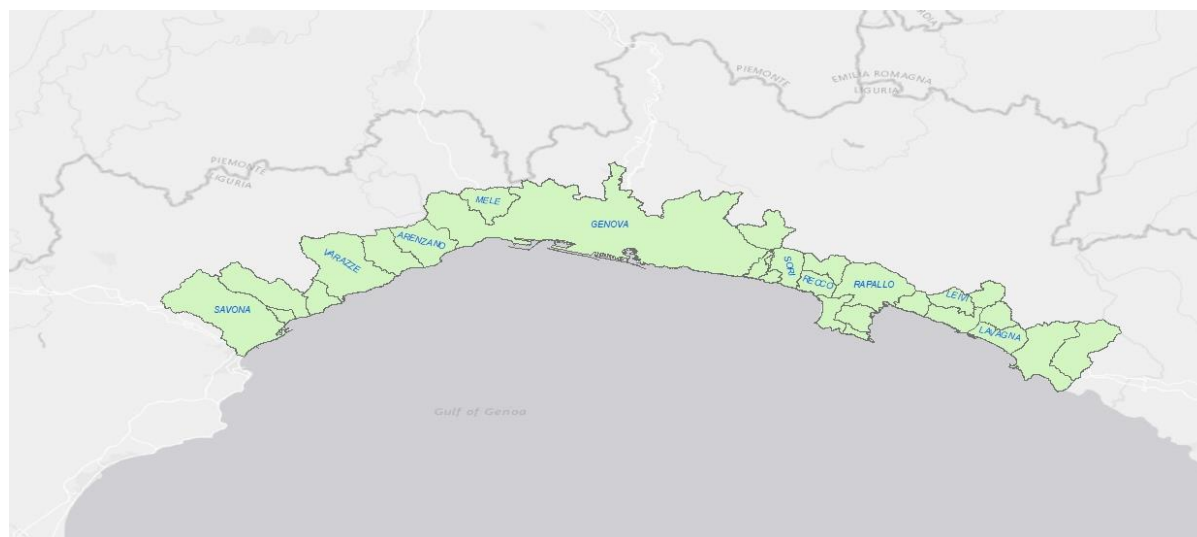 PIEMONTE
EMILIA ROMAGNA
LIGURIA
PIEMONTE
LIGURIA
MELE
GENOVA
ARENZANO
VARAZZE
SORI
RECCO
RAPALLO
LEIVI
SAVONA
LAVAGNA
Gulf of Genoa